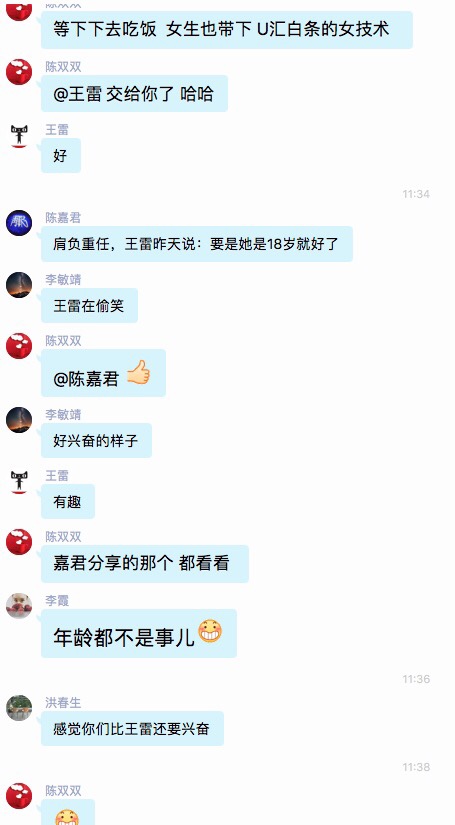 陈双双
等下下去吃饭 女生也带下 U汇白条的女技术
陈双双
@王雷 交给你了 哈哈
王雷
好
11:34
陈嘉君
肩负重任，王雷昨天说：要是她是18岁就好了
李敏靖
王雷在偷笑
陈双双
@陈嘉君
李敏靖
好兴奋的样子
王雷
有趣
陈双双
嘉君分享的那个 都看看
李霞
年龄都不是事儿
11:36
洪春生
感觉你们比王雷还要兴奋
11:38
陈双双